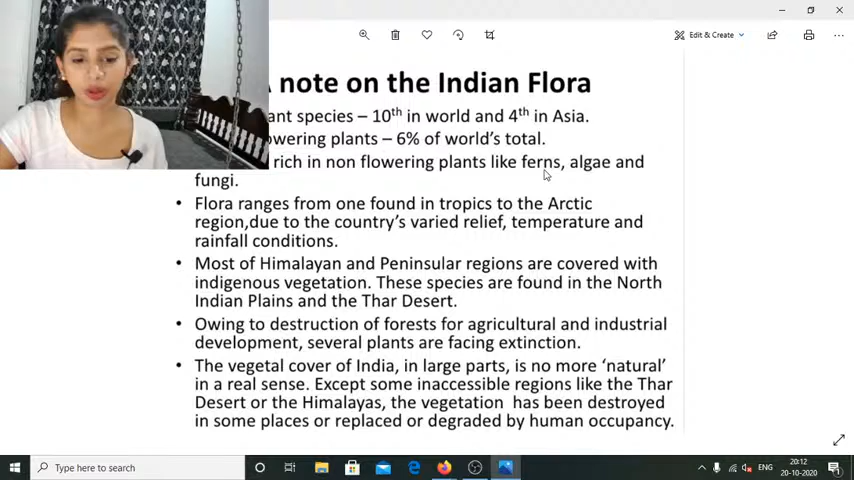 Edit & Create
note on the Indian Flora
ant species – 10th in world and 4th in Asia.
owering plants – 6% of world's total.
rich in non flowering plants like ferns, algae and
fungi.
• Flora ranges from one found in tropics to the Arctic
region,due to the country's varied relief, temperature and
rainfall conditions.
• Most of Himalayan and Peninsular regions are covered with
indigenous vegetation. These species are found in the North
Indian Plains and the Thar Desert.
• Owing to destruction of forests for agricultural and industrial
development, several plants are facing extinction.
• The vegetal cover of India, in large parts, is no more 'natural'
in a real sense. Except some inaccessible regions like the Thar
Desert or the Himalayas, the vegetation has been destroyed
in some places or replaced or degraded by human occupancy.
Type here to search
ENG
20:12
20-10-2020